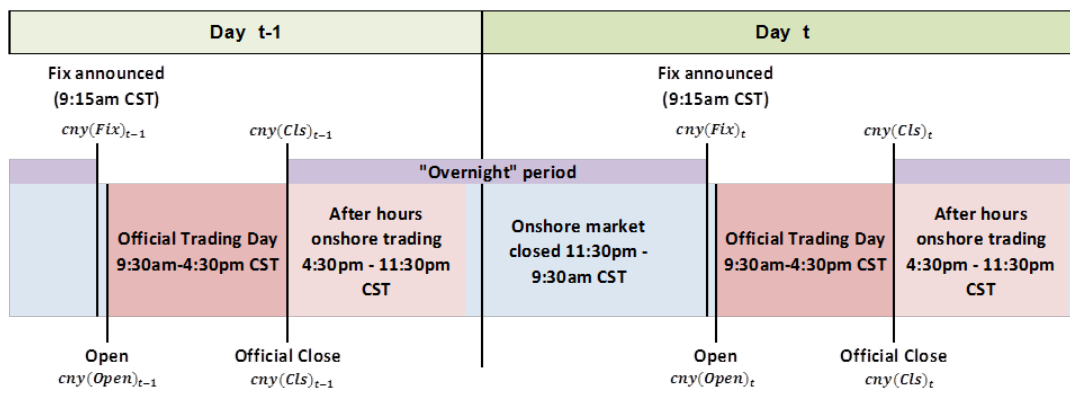 Day t-1
Day t
Fix announced
(9:15am CST)
cny(Fix)t−1
cny(Cls)t−1
Fix announced
(9:15am CST)
cny(Fix)t
cny(Cls)t
"Overnight" period
Official Trading Day
9:30am-4:30pm CST
After hours
onshore trading
4:30pm - 11:30pm
CST
Onshore market
closed 11:30pm -
9:30am CST
Official Trading Day
9:30am-4:30pm CST
After hours
onshore trading
4:30pm - 11:30pm
CST
Open
cny(Open)t−1
Official Close
cny(Cls)t−1
Open
cny(Open)t
Official Close
cny(Cls)t